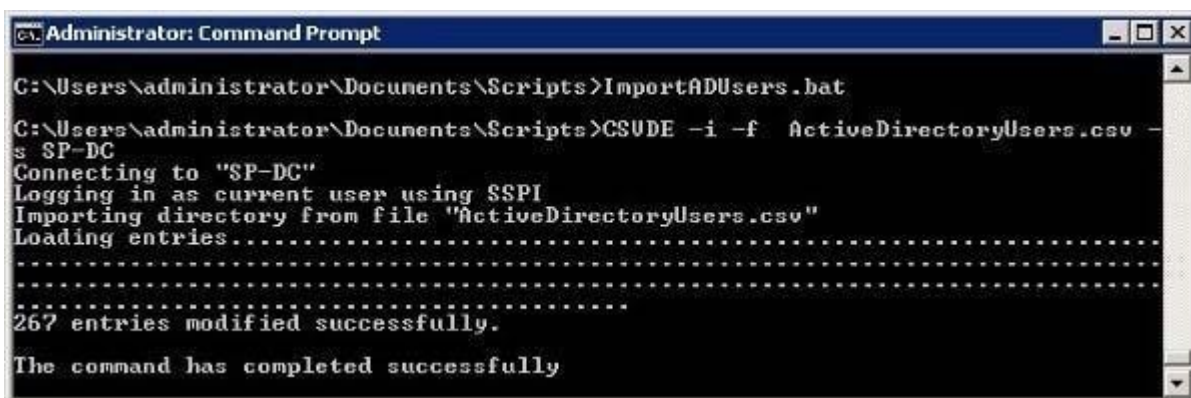 Administrator: Command Prompt
C:\Users\administrator\Documents\Scripts>ImportADUsers.bat
C:\Users\administrator\Documents\Scripts>CSVDE -i -f  ActiveDirectoryUsers.csv -
s SP-DC
Connecting to "SP-DC"
Logging in as current user using SSPI
Importing directory from file "ActiveDirectoryUsers.csv"
Loading entries.................................................................
................................................................................
................................................................................
...........................................
267 entries modified successfully.
The command has completed successfully